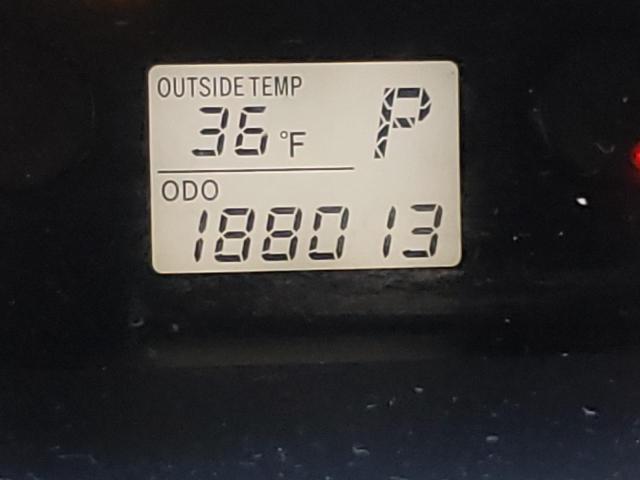 OUTSIDE TEMP
36°F P
ODO
188013